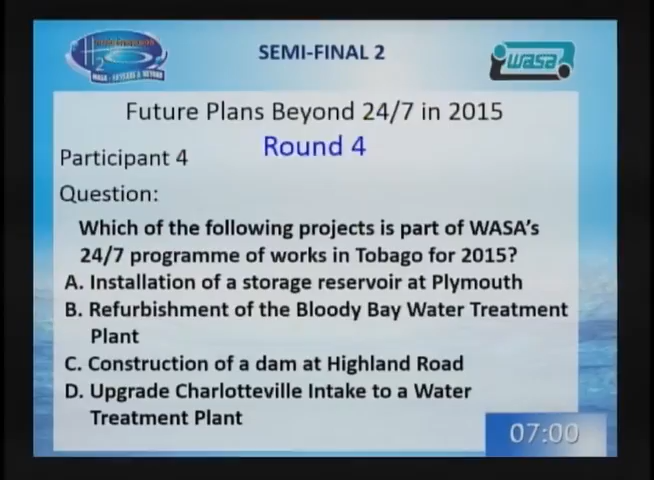 SEMI-FINAL 2
wasa
H2O
Future Plans Beyond 24/7 in 2015
Round 4
Participant 4
Question:
Which of the following projects is part of WASA's
24/7 programme of works in Tobago for 2015?
A. Installation of a storage reservoir at Plymouth
B. Refurbishment of the Bloody Bay Water Treatment
Plant
C. Construction of a dam at Highland Road
D. Upgrade Charlotteville Intake to a Water
Treatment Plant
07:00